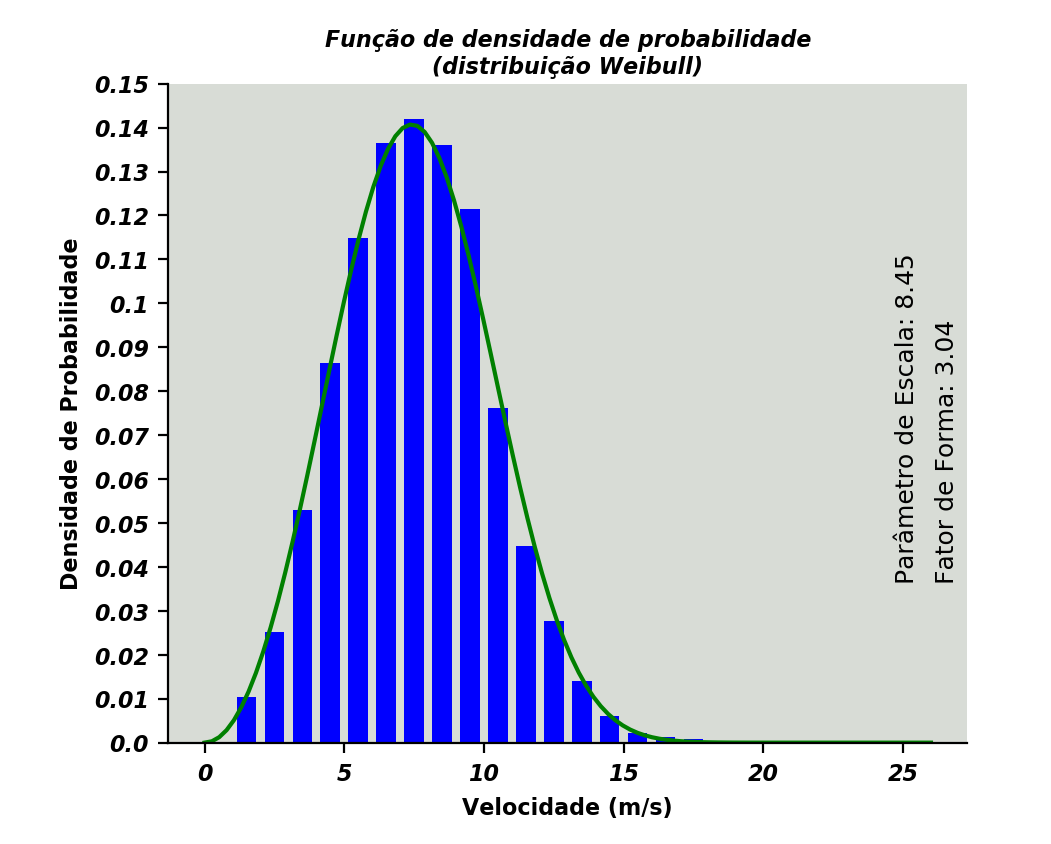 Função de densidade de probabilidade
(distribuição Weibull)
0.15
0.14
0.13
0.12
0.11
0.1
0.09
0.08
0.07
0.06
0.05
0.04
0.03
0.02
0.01
0.0
Densidade de Probabilidade
0 5 10 15 20 25
Velocidade (m/s)
Parâmetro de Escala: 8.45
Fator de Forma: 3.04